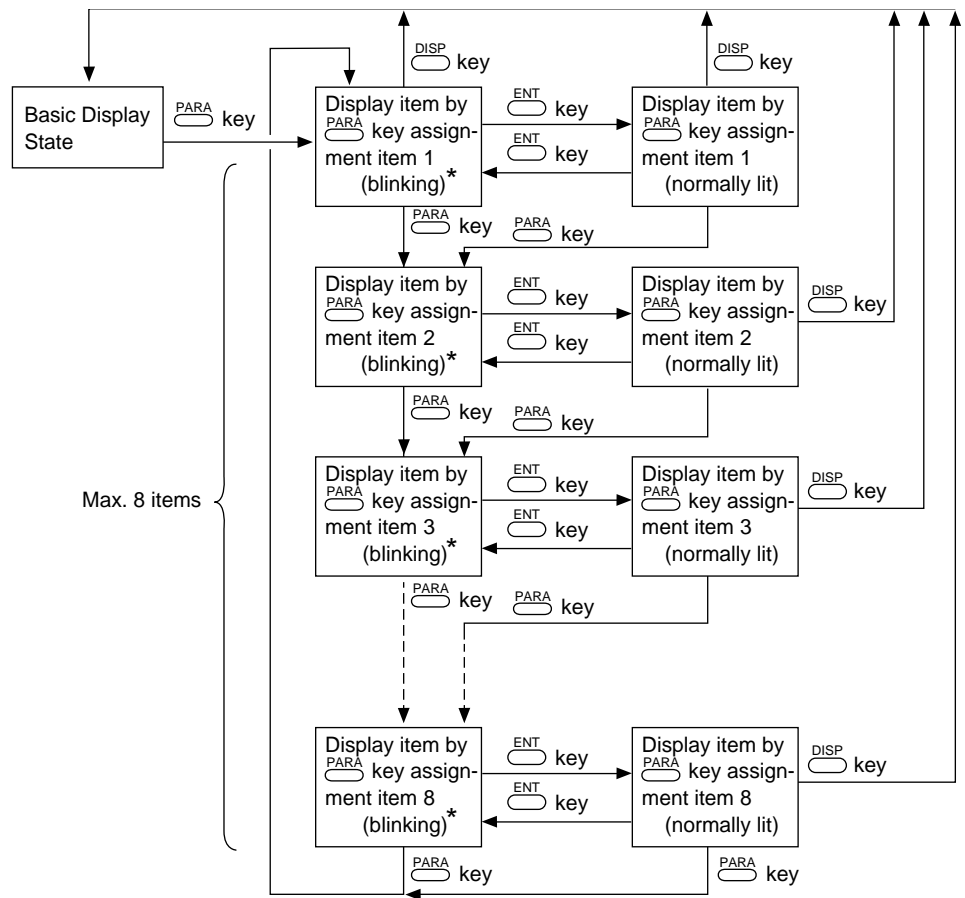 DISP
key
DISP
key
Basic Display
State
PARA
key
Display item by
PARA
key assign-
ment item 1
(blinking)*
ENT
key
ENT
key
Display item by
PARA
key assign-
ment item 1
(normally lit)
PARA
key
PARA
key
Display item by
PARA
key assign-
ment item 2
(blinking)*
ENT
key
ENT
key
Display item by
PARA
key assign-
ment item 2
(normally lit)
DISP
key
PARA
key
PARA
key
Max. 8 items
Display item by
PARA
key assign-
ment item 3
(blinking)*
ENT
key
ENT
key
Display item by
PARA
key assign-
ment item 3
(normally lit)
DISP
key
PARA
key
PARA
key
Display item by
PARA
key assign-
ment item 8
(blinking)*
ENT
key
ENT
key
Display item by
PARA
key assign-
ment item 8
(normally lit)
DISP
key
PARA
key
PARA
key